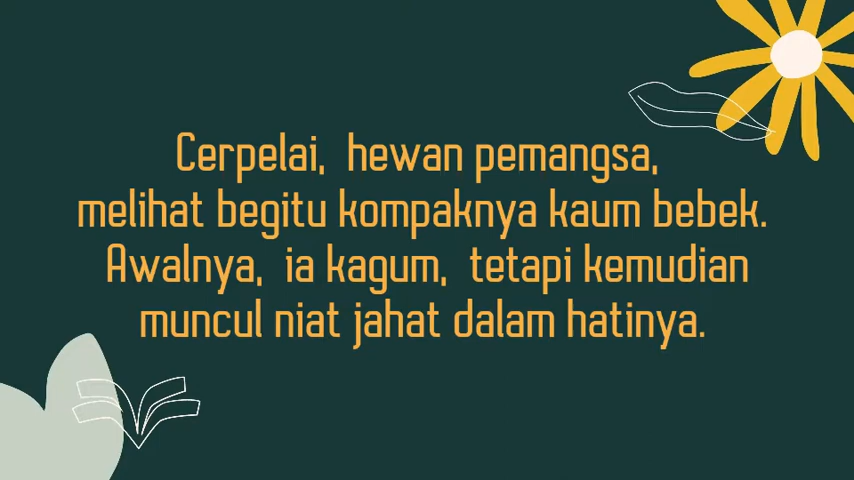 Cerpelai, hewan pemangsa,
melihat begitu kompaknya kaum bebek.
Awalnya, ia kagum, tetapi kemudian
muncul niat jahat dalam hatinya.